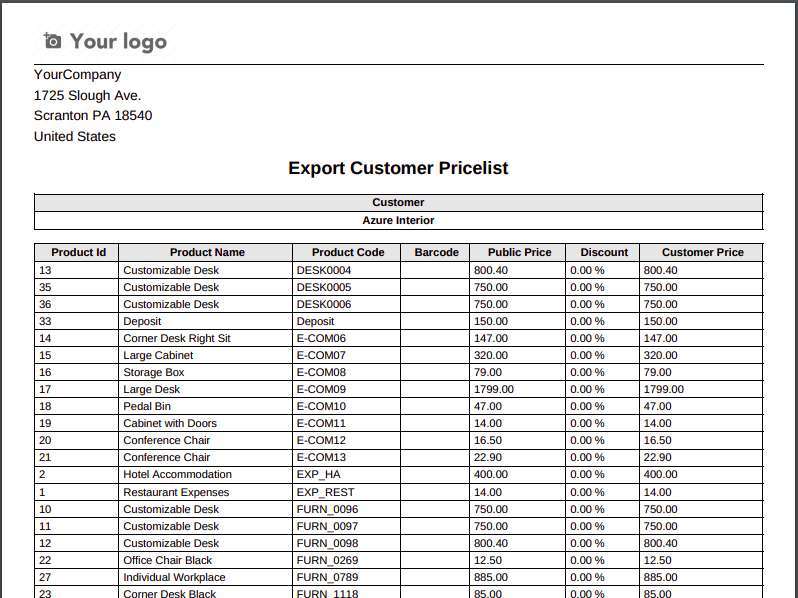 Your logo
YourCompany
1725 Slough Ave.
Scranton PA 18540
United States
Export Customer Pricelist
Customer
Azure Interior
Product Id Product Name Product Code Barcode Public Price Discount Customer Price
13 Customizable Desk DESK0004 800.40 0.00 % 800.40
35 Customizable Desk DESK0005 750.00 0.00 % 750.00
36 Customizable Desk DESK0006 750.00 0.00 % 750.00
33 Deposit Deposit 150.00 0.00 % 150.00
14 Corner Desk Right Sit E-COM06 147.00 0.00 % 147.00
15 Large Cabinet E-COM07 320.00 0.00 % 320.00
16 Storage Box E-COM08 79.00 0.00 % 79.00
17 Large Desk E-COM09 1799.00 0.00 % 1799.00
18 Pedal Bin E-COM10 47.00 0.00 % 47.00
19 Cabinet with Doors E-COM11 14.00 0.00 % 14.00
20 Conference Chair E-COM12 16.50 0.00 % 16.50
21 Conference Chair E-COM13 22.90 0.00 % 22.90
2 Hotel Accommodation EXP_HA 400.00 0.00 % 400.00
1 Restaurant Expenses EXP_REST 14.00 0.00 % 14.00
10 Customizable Desk FURN_0096 750.00 0.00 % 750.00
11 Customizable Desk FURN_0097 750.00 0.00 % 750.00
12 Customizable Desk FURN_0098 800.40 0.00 % 800.40
22 Office Chair Black FURN_0269 12.50 0.00 % 12.50
27 Individual Workplace FURN_0789 885.00 0.00 % 885.00
23 Corner Desk Black FURN_1118 85.00 0.00 % 85.00